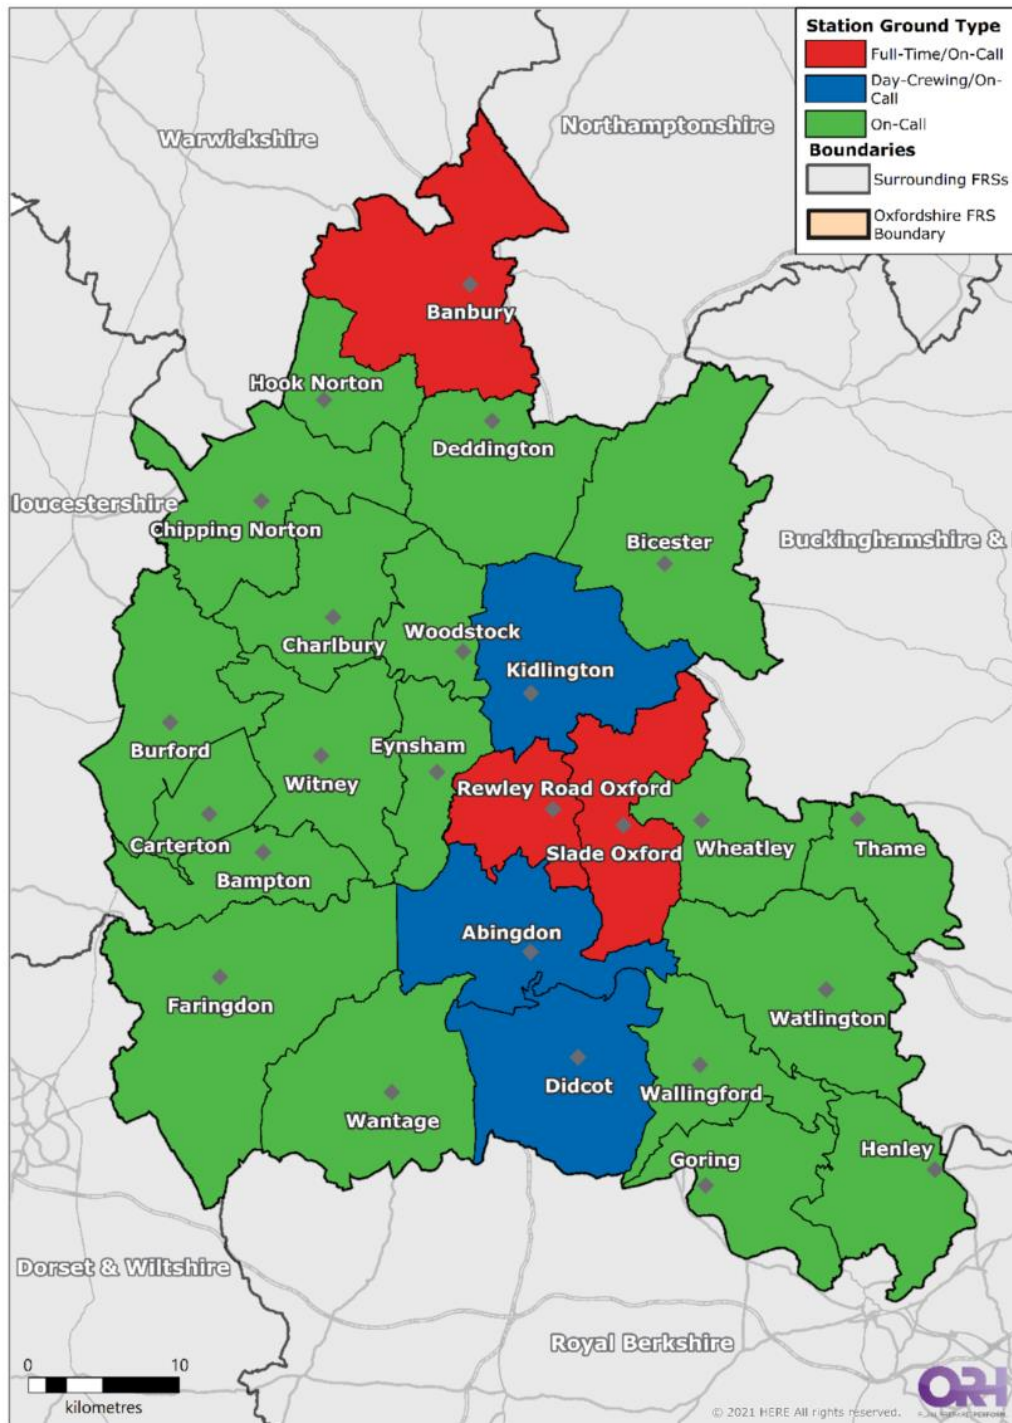 Station Ground Type
Full-Time/On-Call
Day-Crewing/On-
Call
On-Call
Boundaries
Surrounding FRSs
Oxfordshire FRS
Boundary
Warwickshire
Northamptonshire
Banbury
Hook Norton
Deddington
loucestershire
Chipping Norton
Bicester
Buckinghamshire &
Charlbury
Woodstock
Kidlington
Burford
Eynsham
Witney
Rewley Road Oxford
Carterton
Slade Oxford
Wheatley
Thame
Bampton
Abingdon
Faringdon
Watlington
Didcot
Wallingford
Wantage
Goring
Henley
Dorset & Wiltshire
Royal Berkshire
0 10
kilometres
ORH
© 2021 HERE All rights reserved.